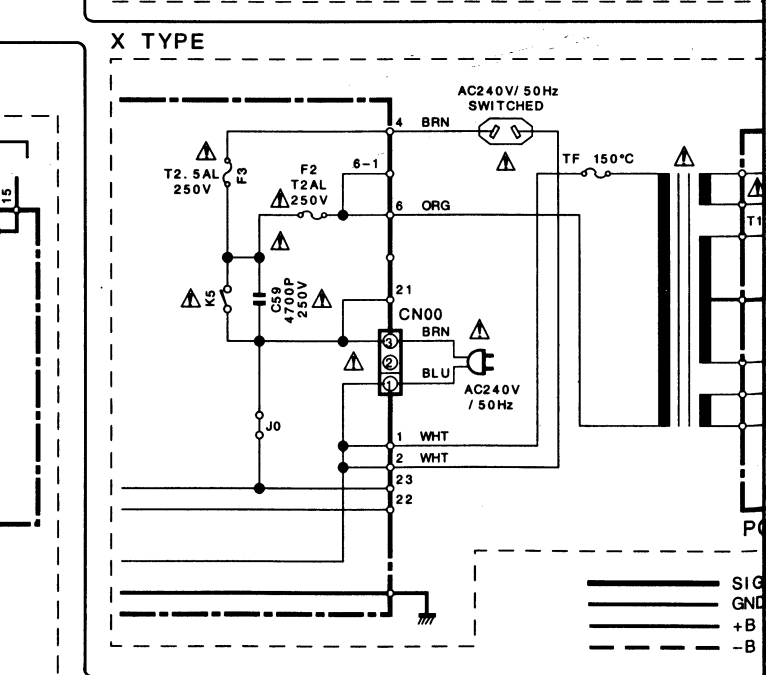 X TYPE
AC240V/50Hz
SWITCHED
4 BRN
TF 150°C
6-1
F2
T2AL
250V
T2.5AL
250V
F3
15
6 ORG
T1
K5
C59
4700P
250V
21
CN00
3 BRN
2
1 BLU
AC240V
/50Hz
J0
1 WHT
2 WHT
23
22
SIG
GND
+B
-B